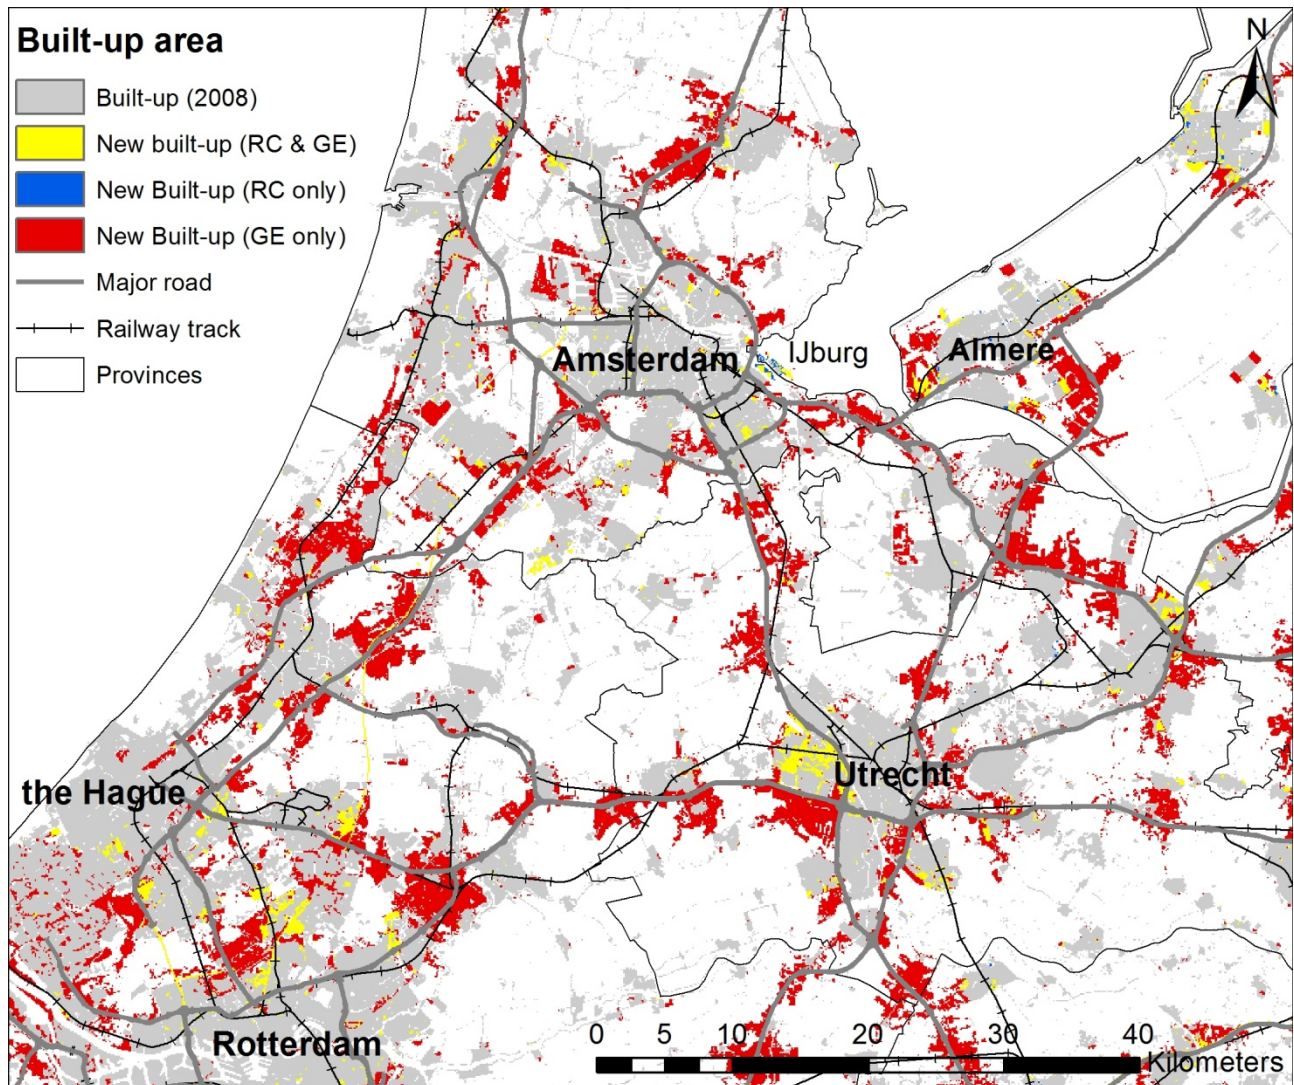 Built-up area
Built-up (2008)
New built-up (RC & GE)
New Built-up (RC only)
New Built-up (GE only)
Major road
Railway track
Provinces
N
Amsterdam
IJburg
Almere
the Hague
Utrecht
Rotterdam
0 5 10 20 30 40
Kilometers